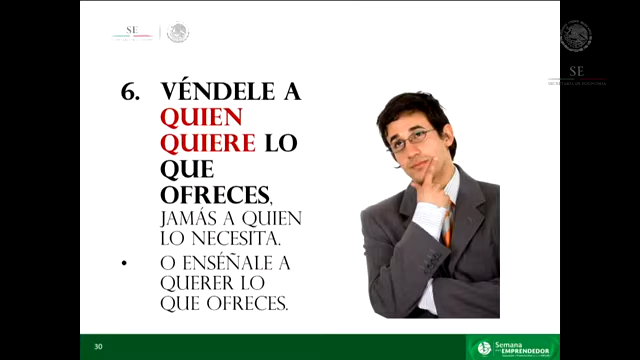 SE
SE
6. VÉNDELE A
QUIEN
QUIERE LO
QUE
OFRECES,
JAMÁS A QUIEN
LO NECESITA.
• O ENSÉÑALE A
QUERER LO
QUE OFRECES.
30
Semana
EMPRENDEDOR